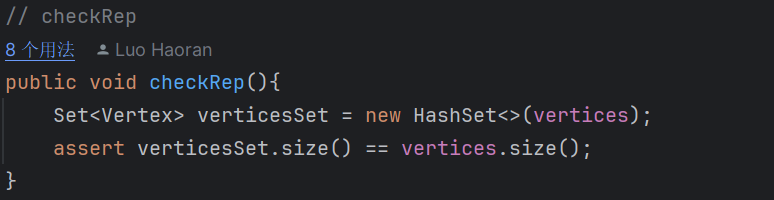 // checkRep
8 个用法 Luo Haoran
public void checkRep(){
    Set<Vertex> verticesSet = new HashSet<>(vertices);
    assert verticesSet.size() == vertices.size();
}